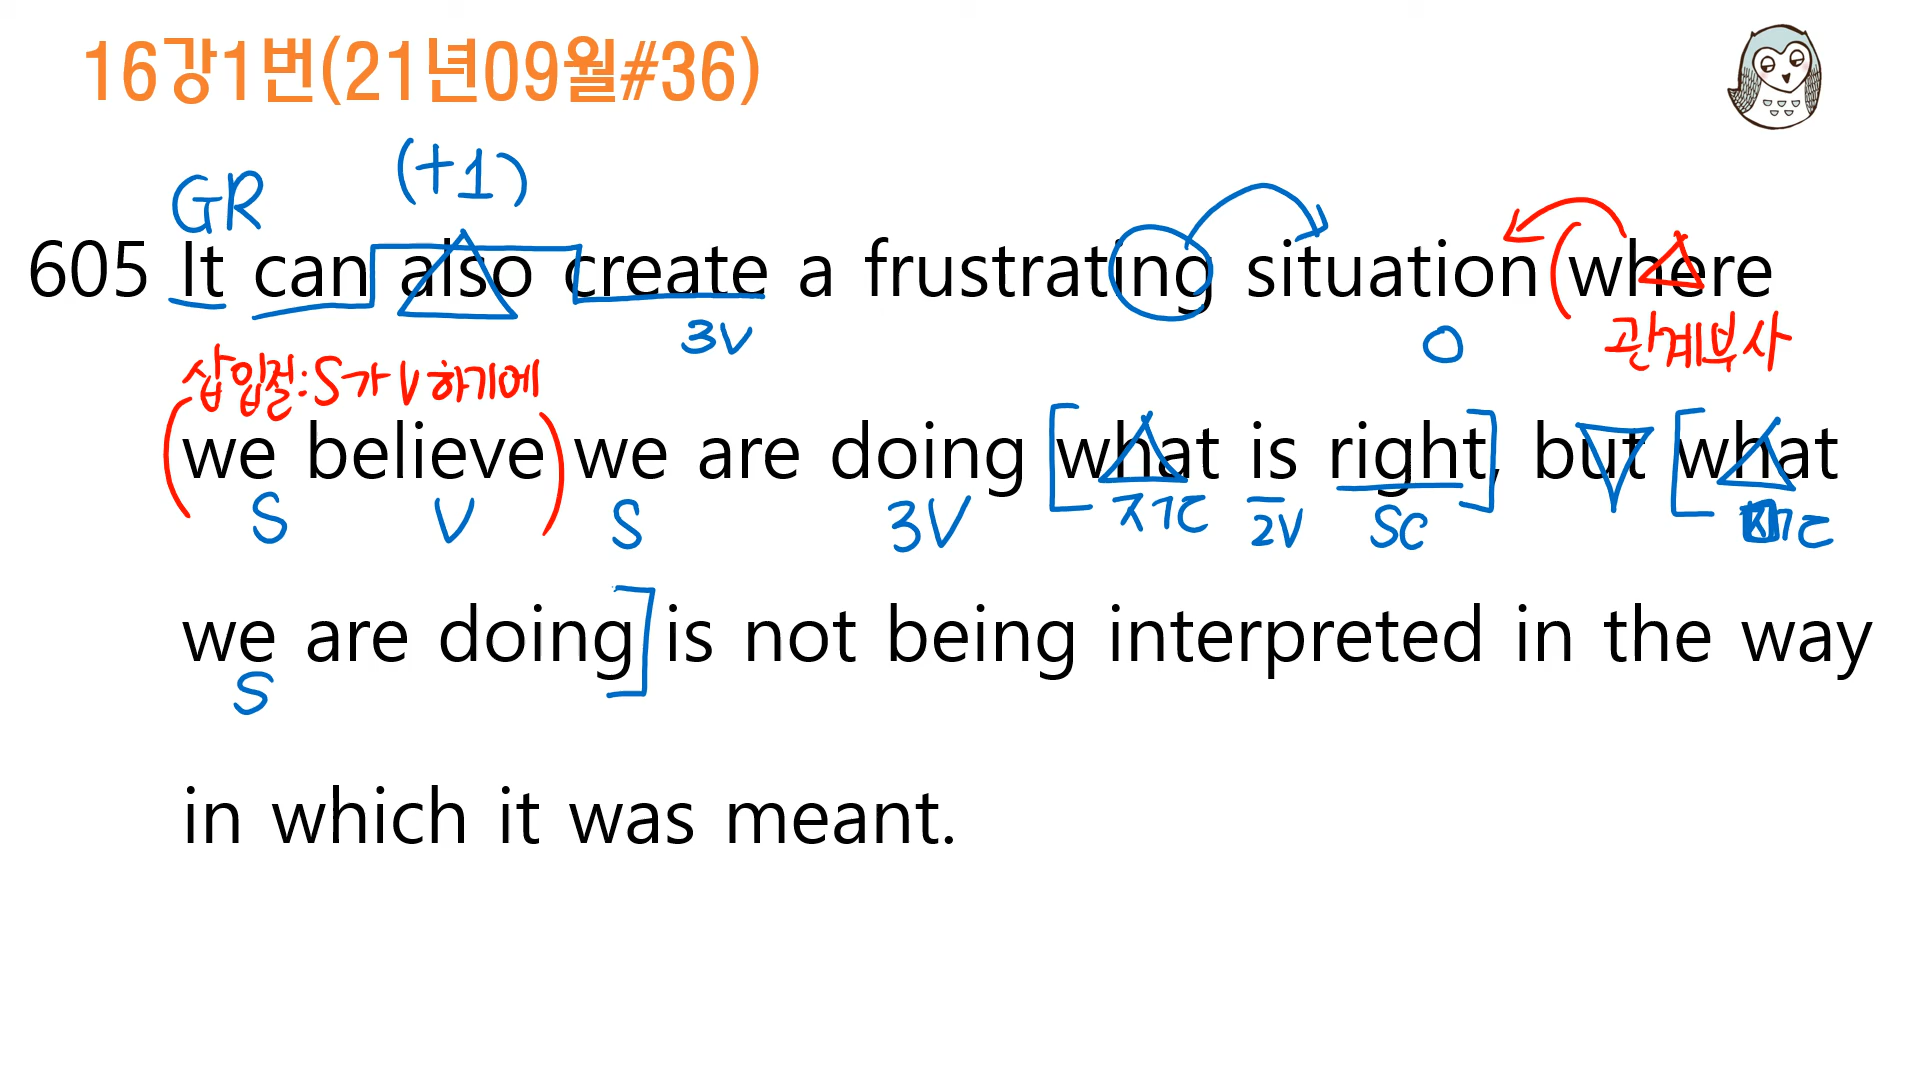 16강1번(21년09월#36)
GR (+1)
605 It can also create a frustrating situation (where
3V O 관계부사
삽입절:S가 V 하기에
(we believe) we are doing [what is right], but [what
S V S 3V ㅈㄱㄷ 2V SC ㄱㄷ
we are doing] is not being interpreted in the way
S
in which it was meant.